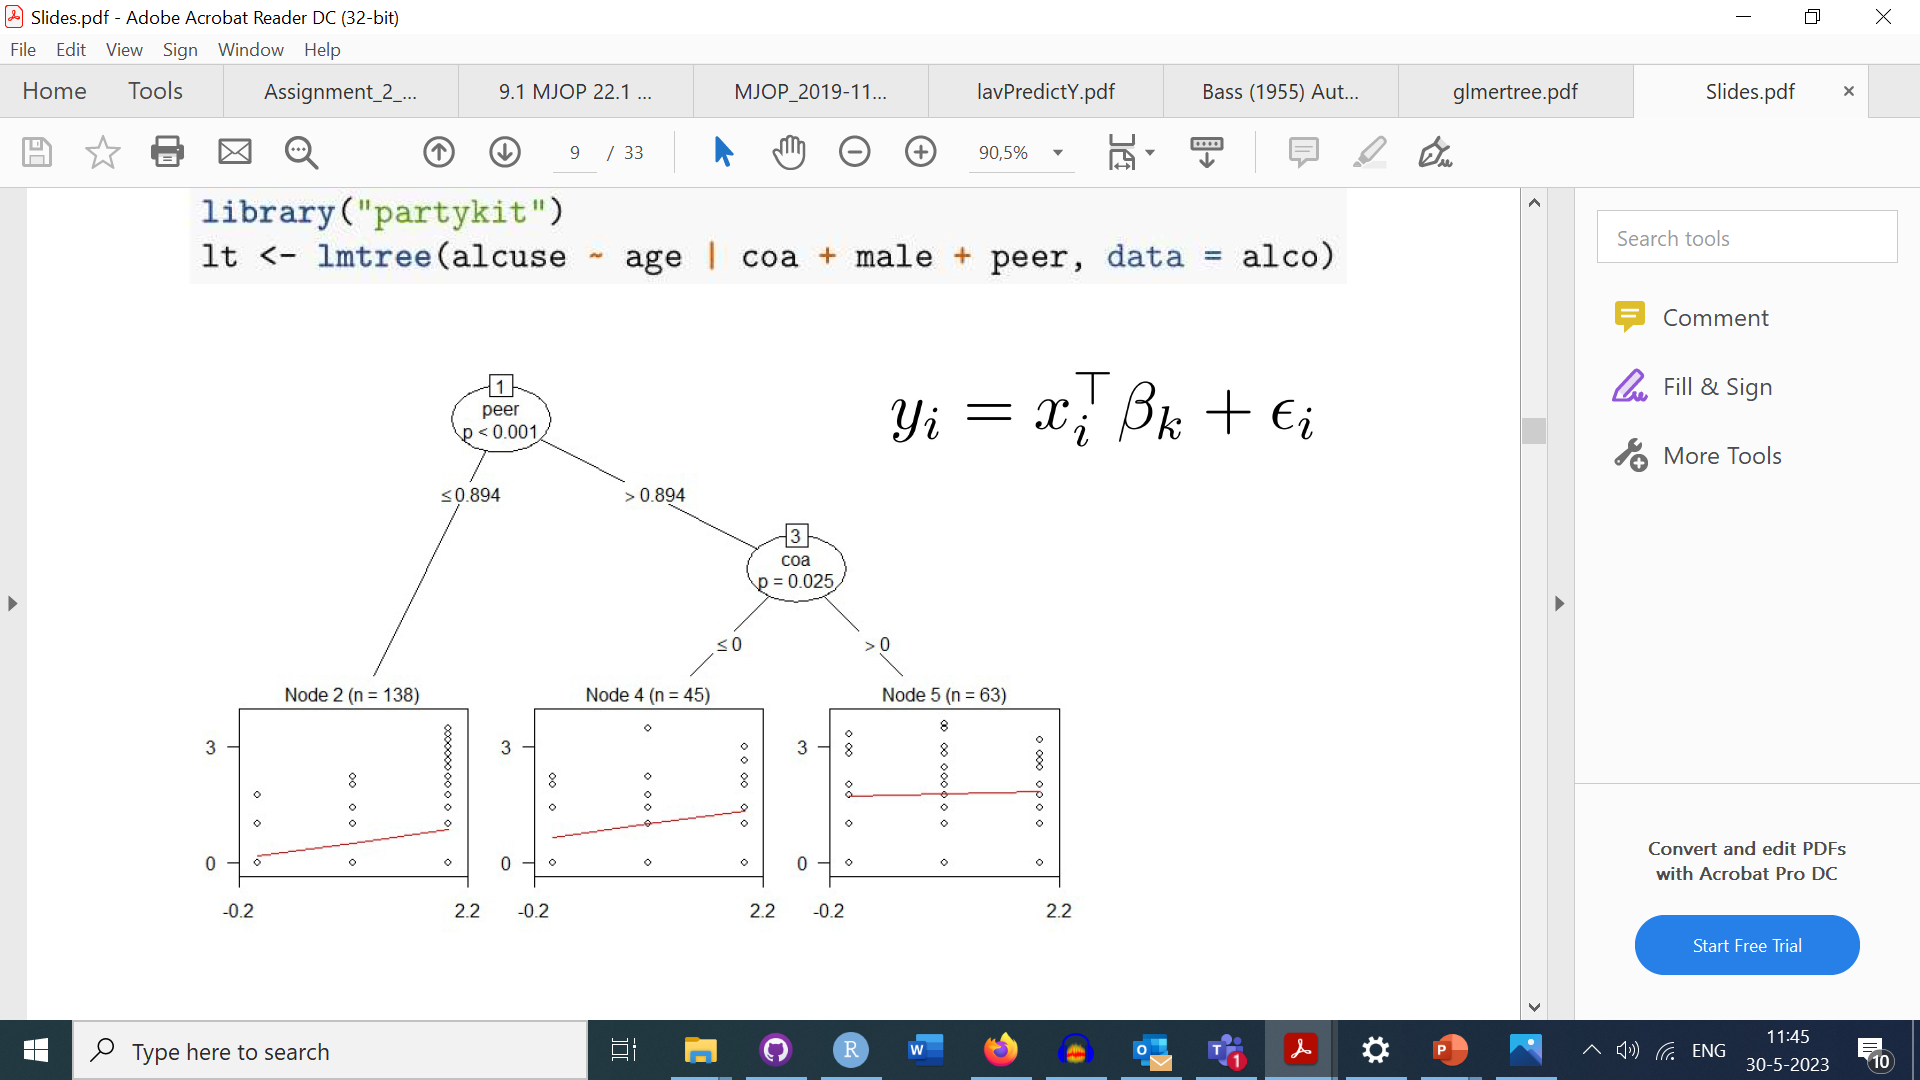 Slides.pdf - Adobe Acrobat Reader DC (32-bit)
File Edit View Sign Window Help
Home Tools Assignment_2_... 9.1 MJOP 22.1 ... MJOP_2019-11... lavPredictY.pdf Bass (1955) Aut... glmertree.pdf Slides.pdf ×
9 / 33 90,5%
library("partykit")
lt <- lmtree(alcuse ~ age | coa + male + peer, data = alco)
y_i = x_i^⊤ β_k + ϵ_i
1
peer
p < 0.001
≤ 0.894 > 0.894
3
coa
p = 0.025
≤ 0 > 0
Node 2 (n = 138) Node 4 (n = 45) Node 5 (n = 63)
3 3 3
0 0 0
-0.2 2.2 -0.2 2.2 -0.2 2.2
Search tools
Comment
Fill & Sign
More Tools
Convert and edit PDFs
with Acrobat Pro DC
Start Free Trial
Type here to search
R
W
O
T 1
P
ENG
11:45
30-5-2023
10